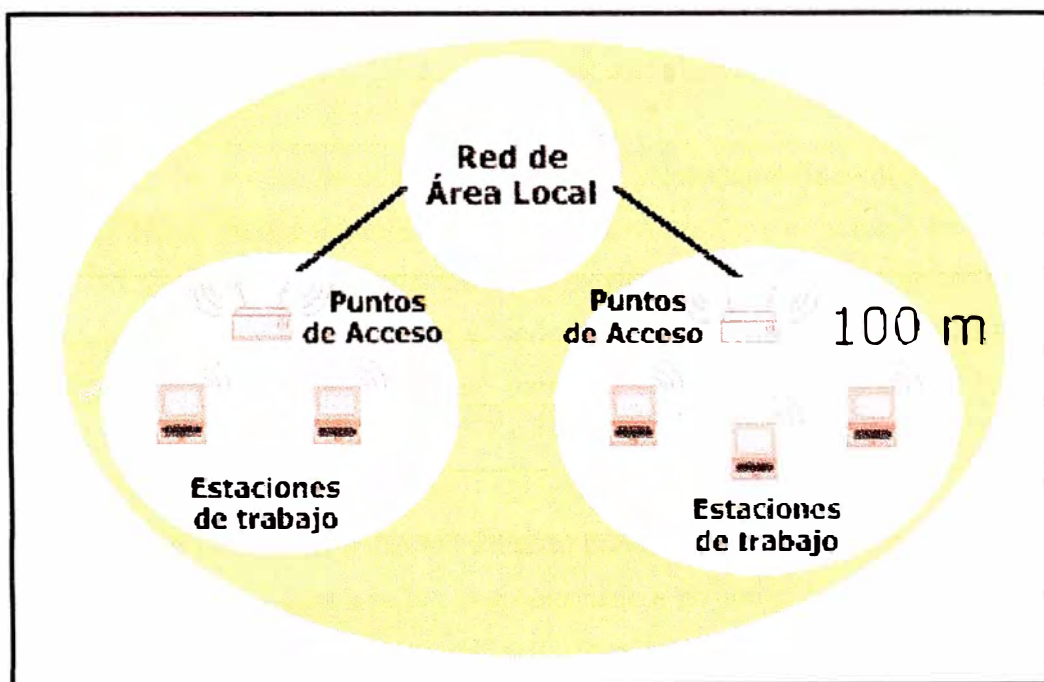 Red de
Área Local
Puntos
de Acceso
Puntos
de Acceso
100 m
Estaciones
de trabajo
Estaciones
de trabajo